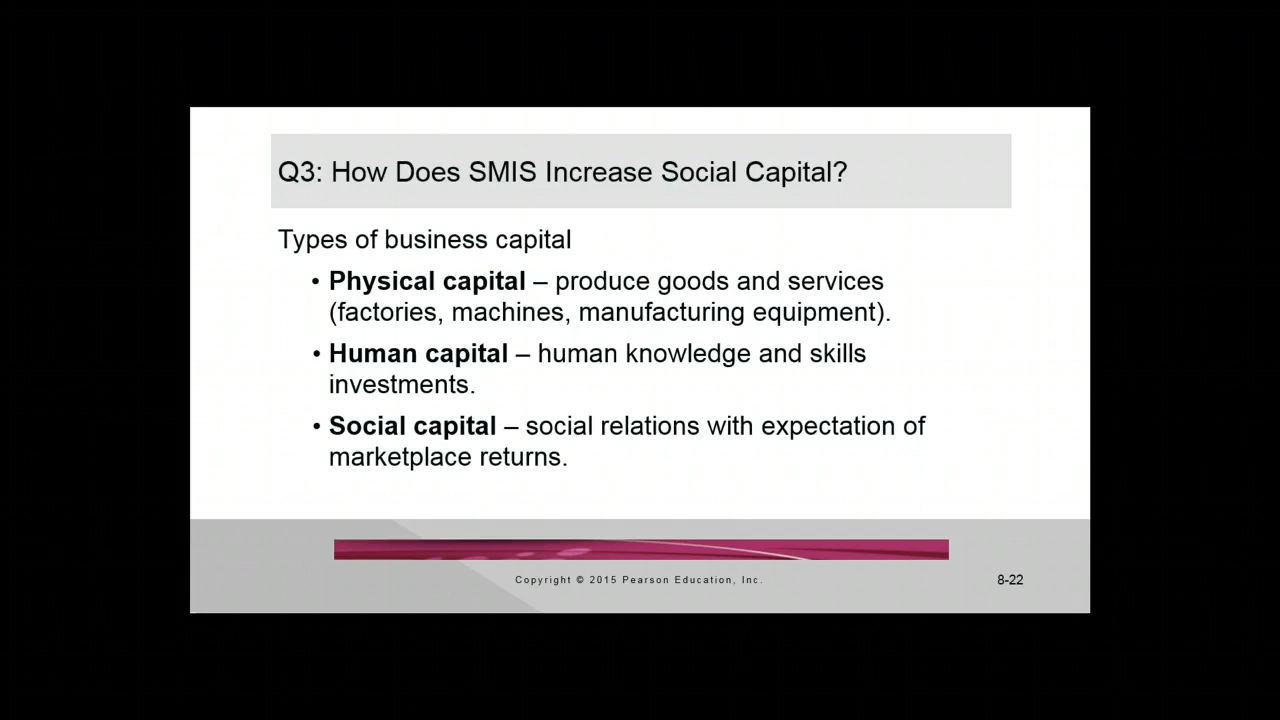 Q3: How Does SMIS Increase Social Capital?
Types of business capital
• Physical capital – produce goods and services
(factories, machines, manufacturing equipment).
• Human capital – human knowledge and skills
investments.
• Social capital – social relations with expectation of
marketplace returns.
Copyright © 2015 Pearson Education, Inc.
8-22